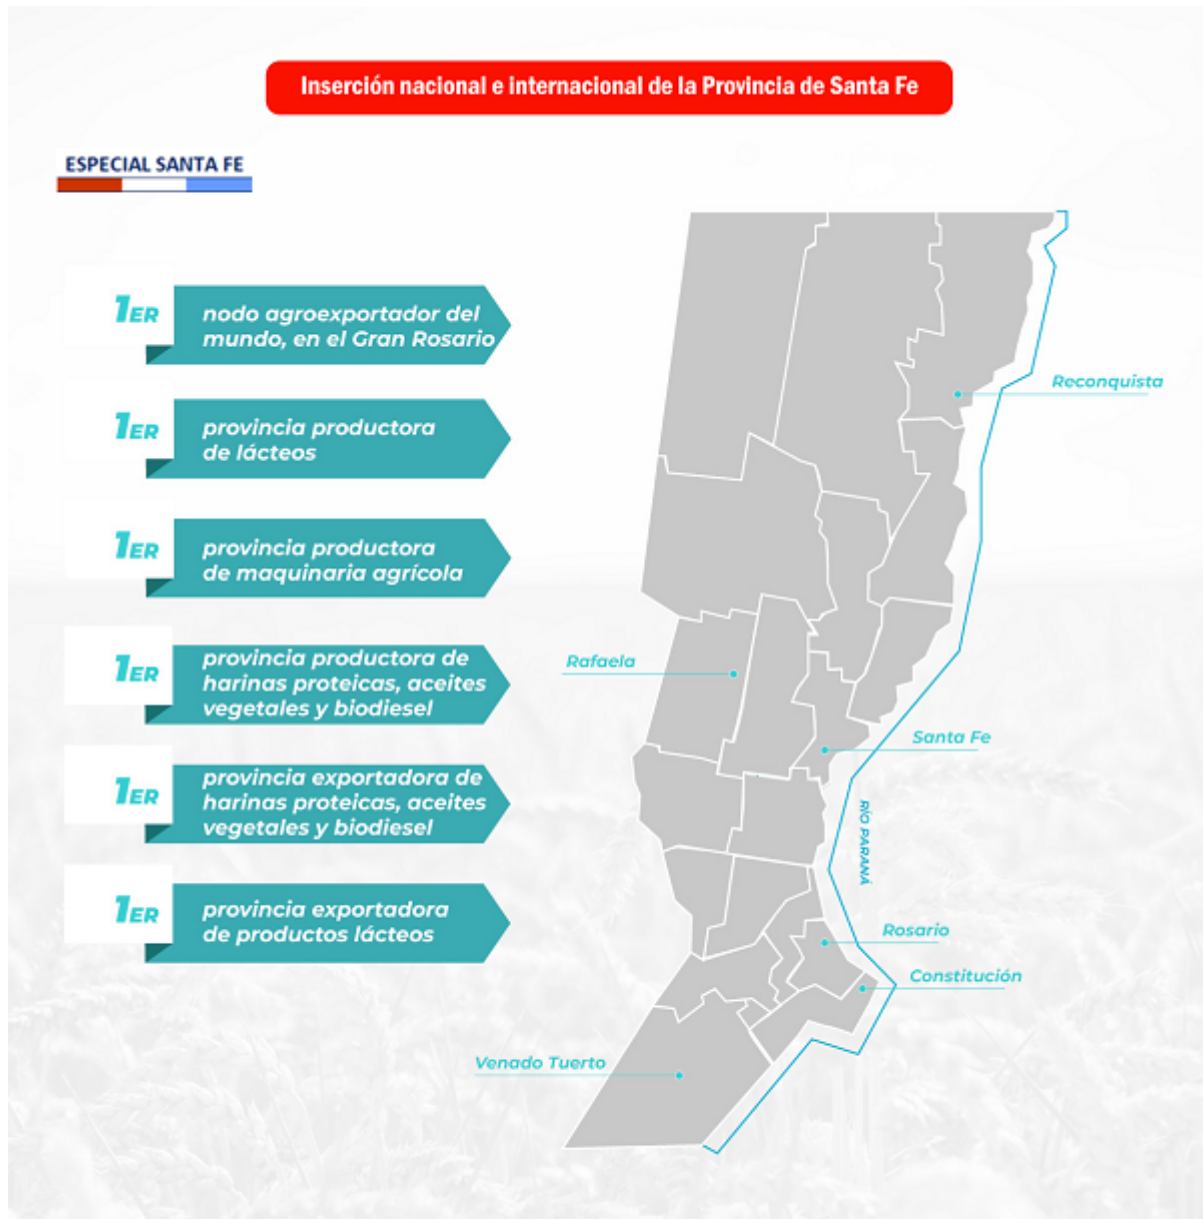 Inserción nacional e internacional de la Provincia de Santa Fe
ESPECIAL SANTA FE
1ER
nodo agroexportador del
mundo, en el Gran Rosario
1ER
provincia productora
de lácteos
1ER
provincia productora
de maquinaria agrícola
1ER
provincia productora de
harinas proteicas, aceites
vegetales y biodiesel
1ER
provincia exportadora de
harinas proteicas, aceites
vegetales y biodiesel
1ER
provincia exportadora
de productos lácteos
Reconquista
Rafaela
Santa Fe
RÍO PARANÁ
Rosario
Constitución
Venado Tuerto